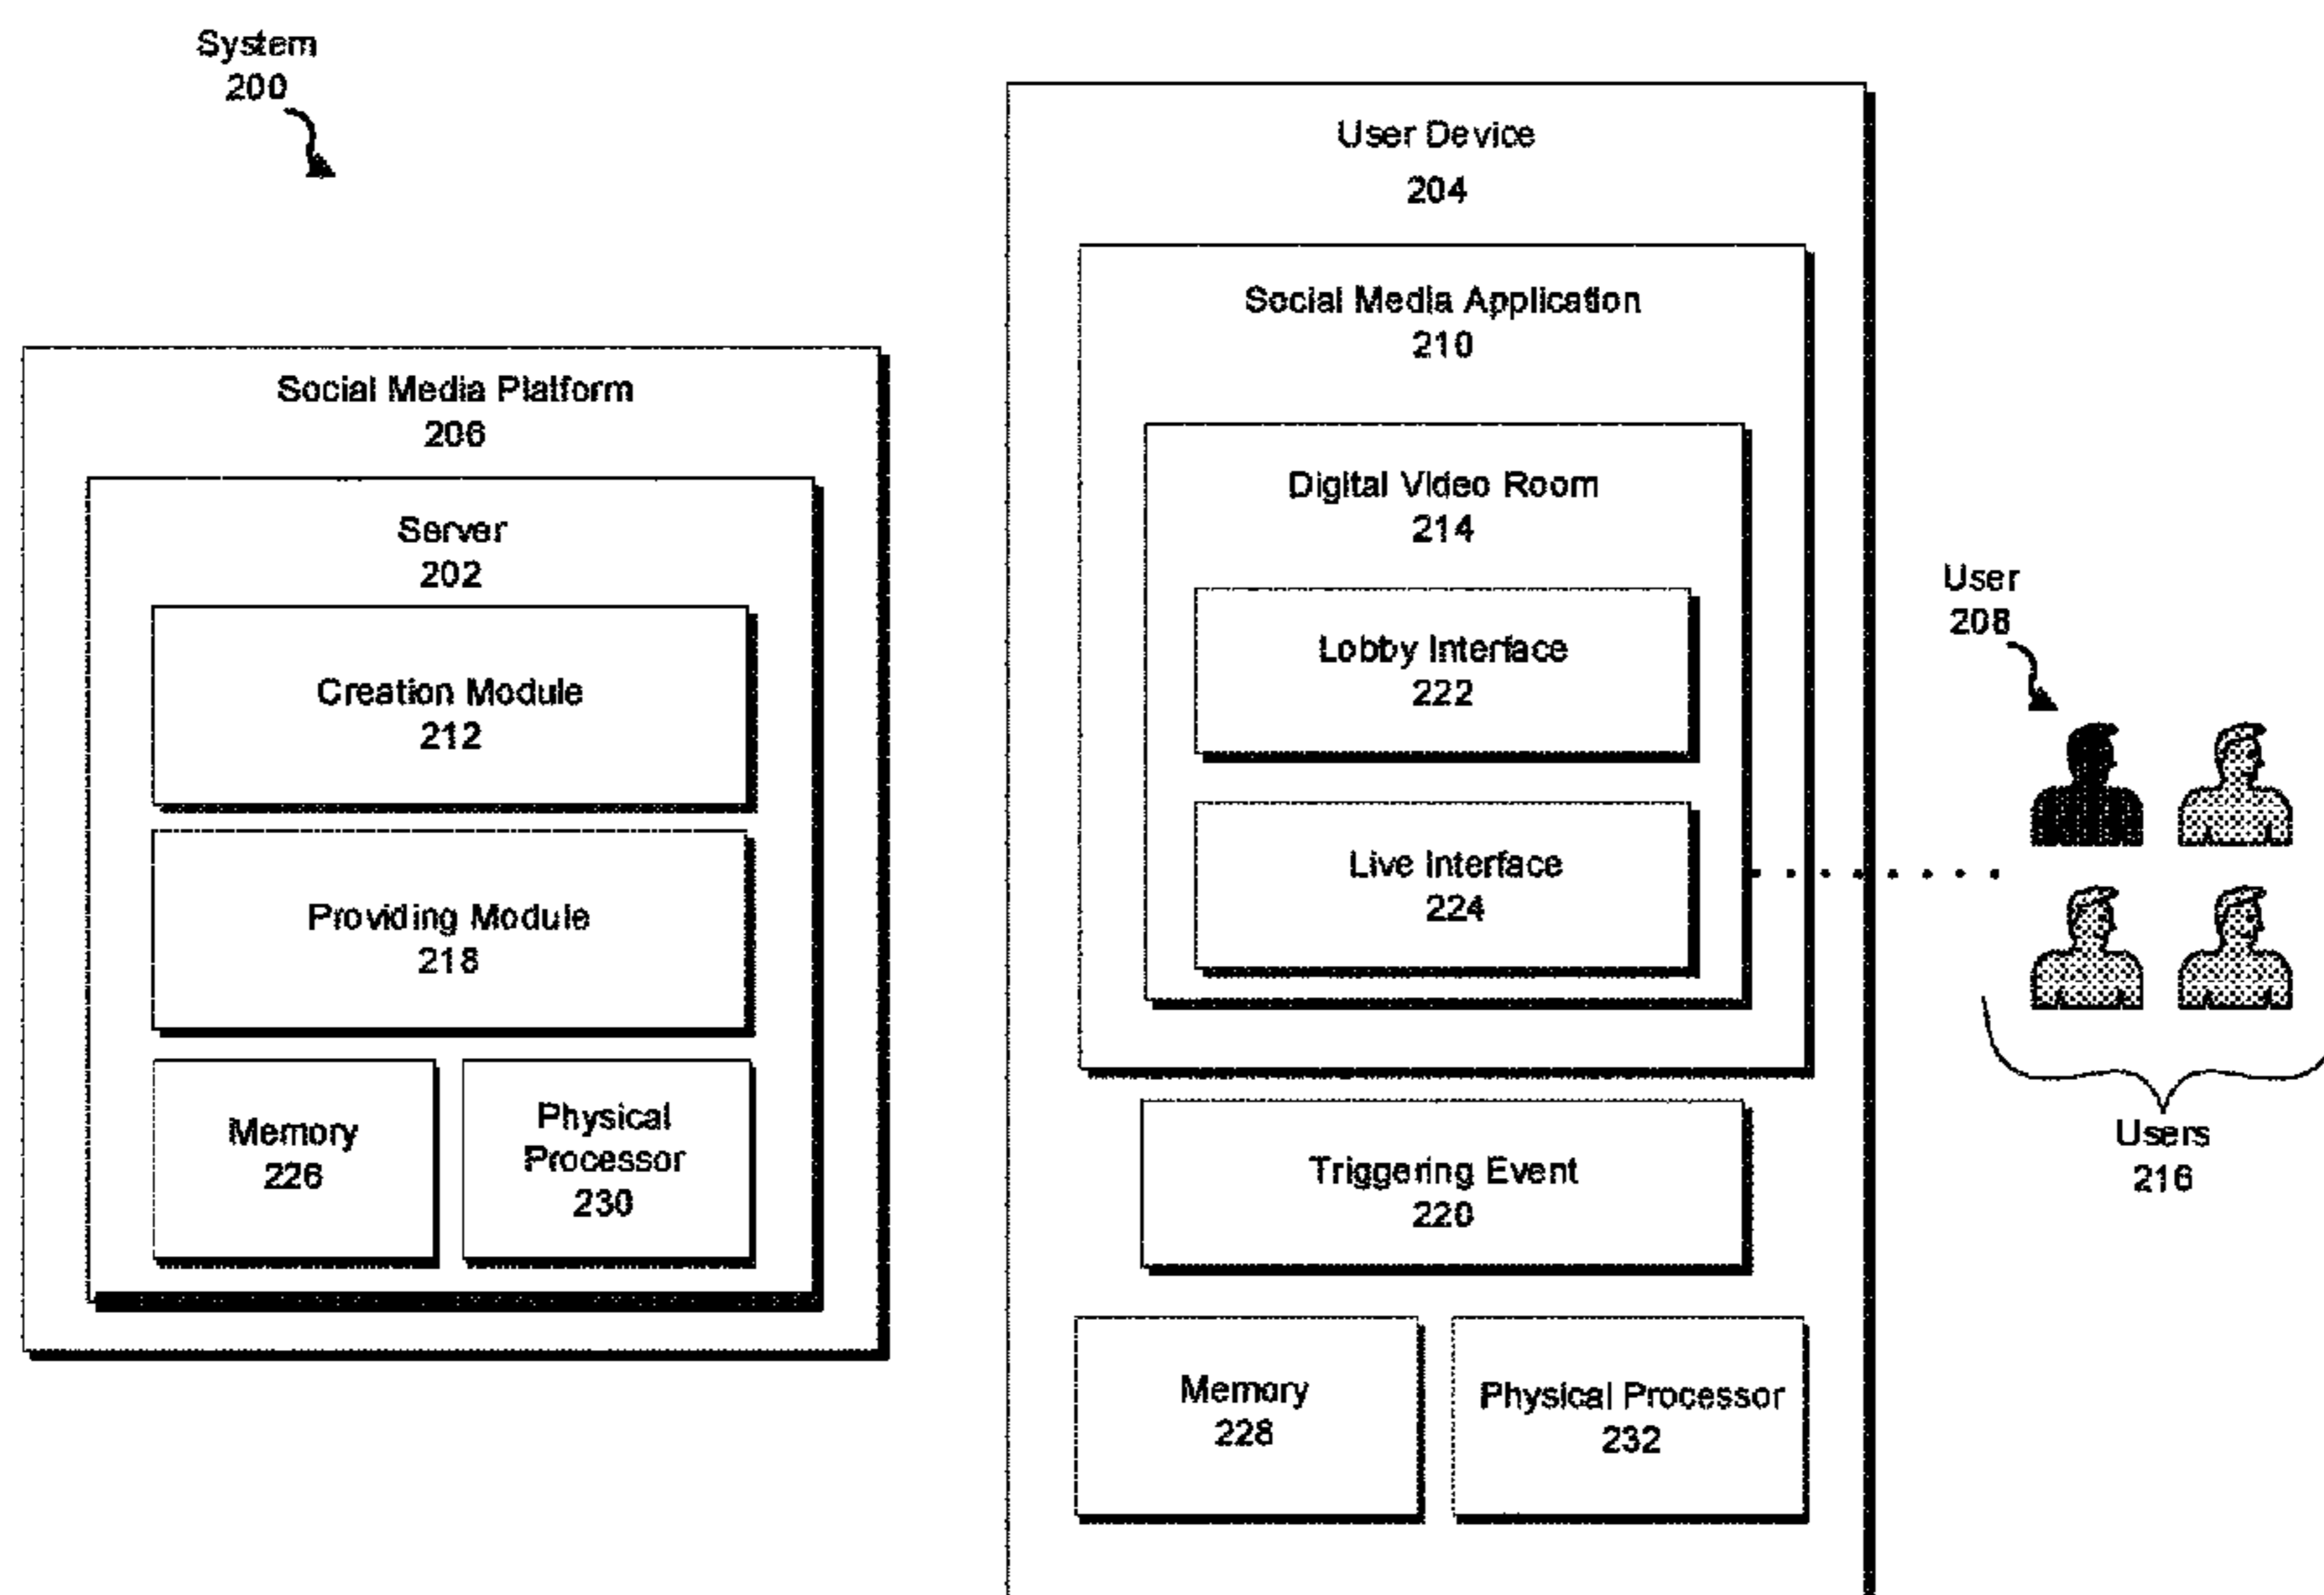 System
200
Social Media Platform
206
Server
202
Creation Module
212
Providing Module
218
Memory
226
Physical
Processor
230
User Device
204
Social Media Application
210
Digital Video Room
214
Lobby Interface
222
Live Interface
224
Triggering Event
220
Memory
228
Physical Processor
232
User
208
Users
216